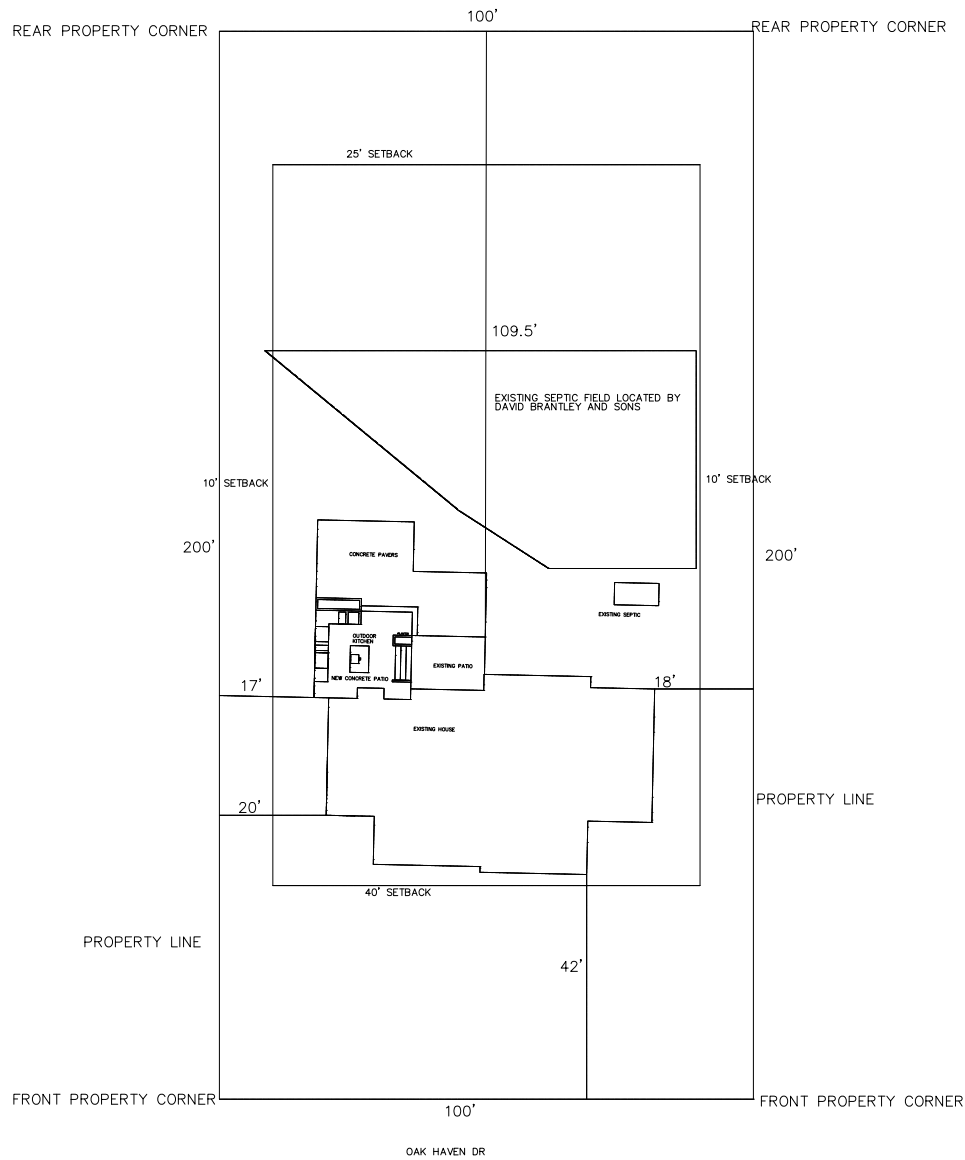 100'
REAR PROPERTY CORNER
REAR PROPERTY CORNER
25' SETBACK
109.5'
EXISTING SEPTIC FIELD LOCATED BY
DAVID BRANTLEY AND SONS
10' SETBACK
10' SETBACK
200'
200'
CONCRETE PAVERS
EXISTING SEPTIC
OUTDOOR
KITCHEN
EXISTING PATIO
NEW CONCRETE PATIO
17'
18'
EXISTING HOUSE
20'
PROPERTY LINE
40' SETBACK
PROPERTY LINE
42'
FRONT PROPERTY CORNER
FRONT PROPERTY CORNER
100'
OAK HAVEN DR